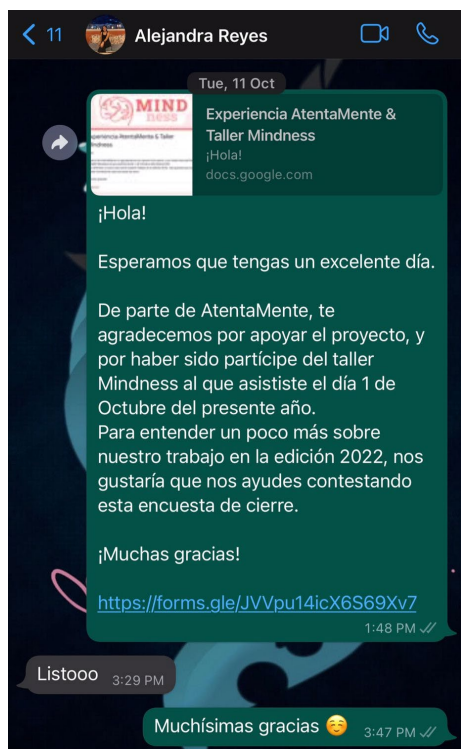 11
Alejandra Reyes
Tue, 11 Oct
MIND
ness
Experiencia AtentaMente &
Taller Mindness
¡Hola!
docs.google.com
¡Hola!
Esperamos que tengas un excelente día.
De parte de AtentaMente, te
agradecemos por apoyar el proyecto, y
por haber sido partícipe del taller
Mindness al que asististe el día 1 de
Octubre del presente año.
Para entender un poco más sobre
nuestro trabajo en la edición 2022, nos
gustaría que nos ayudes contestando
esta encuesta de cierre.
¡Muchas gracias!
https://forms.gle/JVVpu14icX6S69Xv7
1:48 PM
Listooo 3:29 PM
Muchísimas gracias ☺️ 3:47 PM